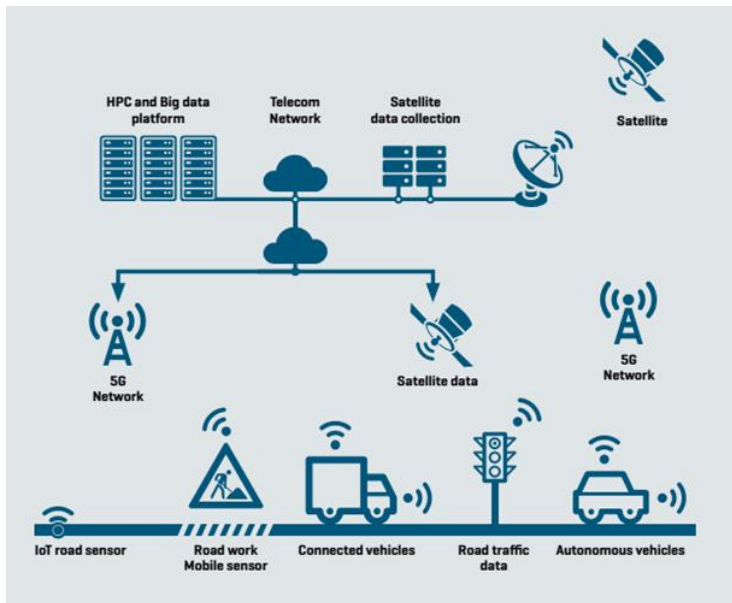 HPC and Big data
platform
Telecom
Network
Satellite
data collection
Satellite
5G
Network
Satellite data
5G
Network
IoT road sensor
Road work
Mobile sensor
Connected vehicles
Road traffic
data
Autonomous vehicles